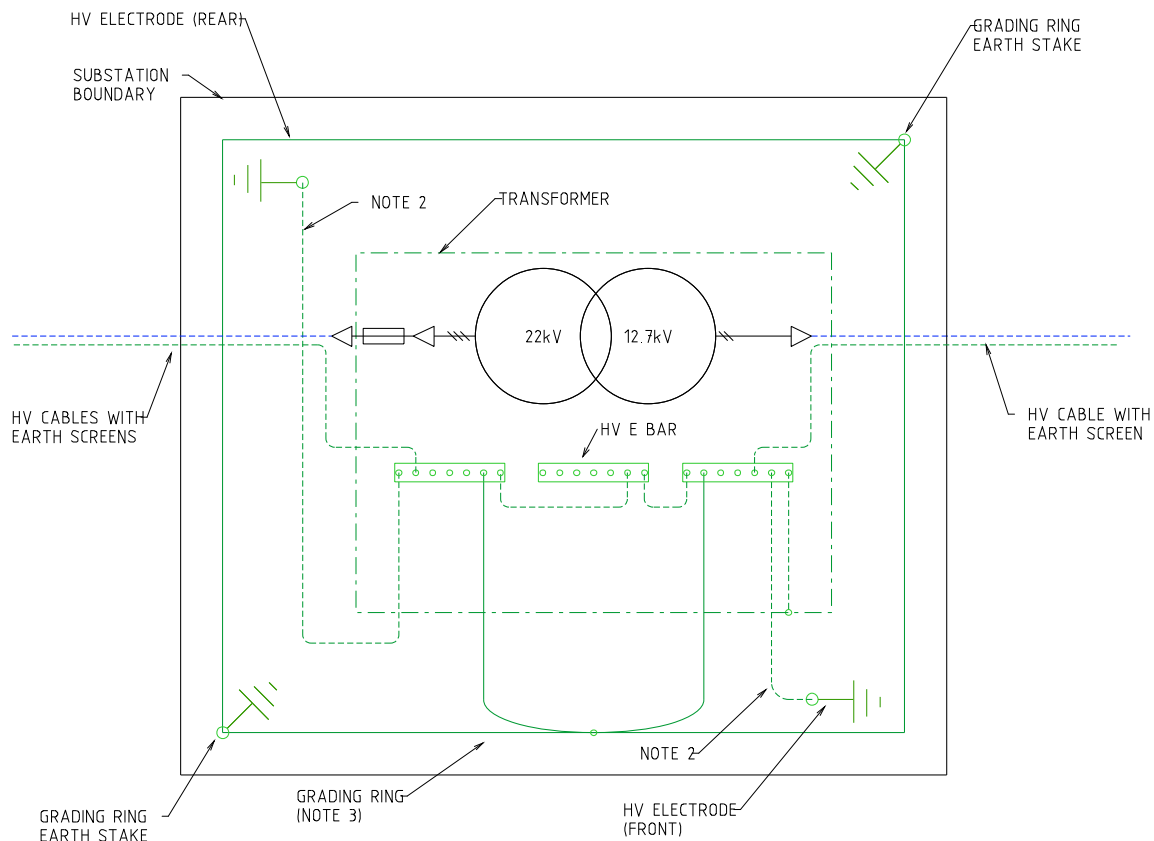 HV ELECTRODE (REAR)
GRADING RING
EARTH STAKE
SUBSTATION
BOUNDARY
NOTE 2
TRANSFORMER
22kV
12.7kV
HV CABLES WITH
EARTH SCREENS
HV E BAR
HV CABLE WITH
EARTH SCREEN
NOTE 2
GRADING RING
(NOTE 3)
HV ELECTRODE
(FRONT)
GRADING RING
EARTH STAKE